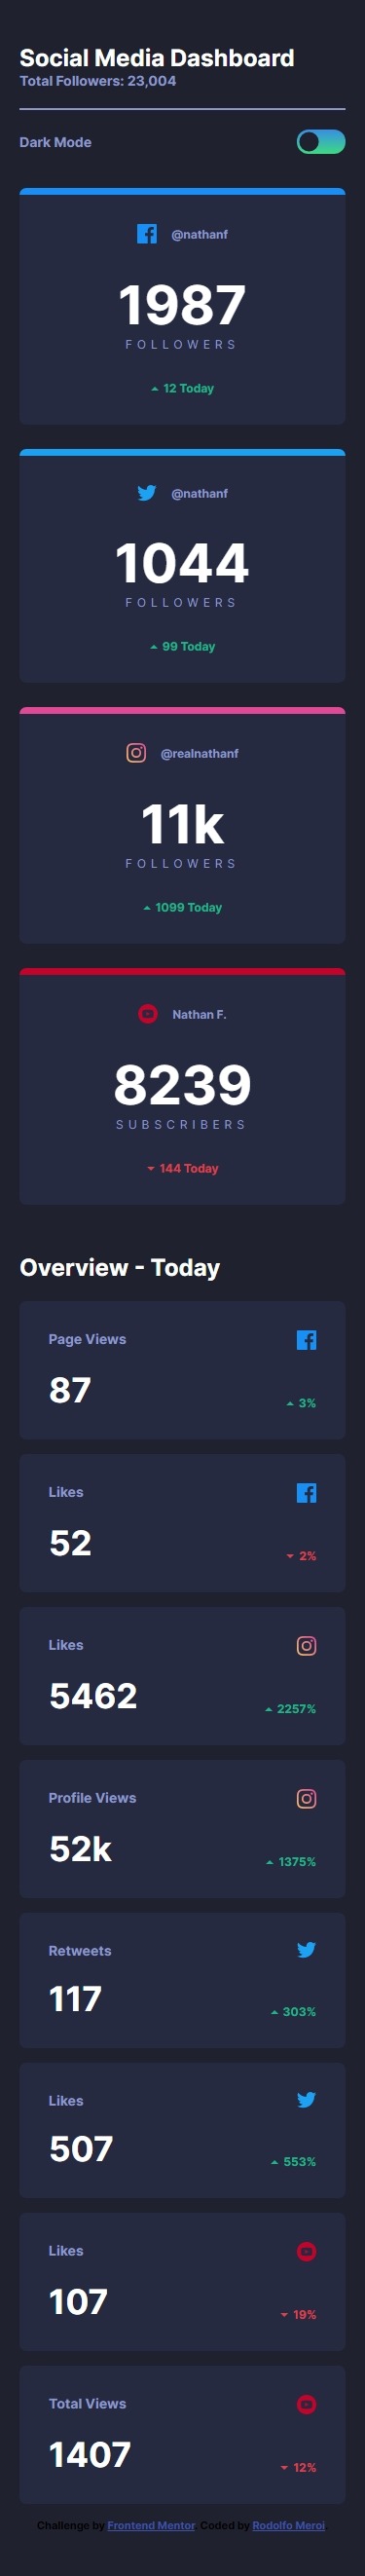 Social Media Dashboard
Total Followers: 23,004
Dark Mode
@nathanf
1987
FOLLOWERS
12 Today
@nathanf
1044
FOLLOWERS
99 Today
@realnathanf
11k
FOLLOWERS
1099 Today
Nathan F.
8239
SUBSCRIBERS
144 Today
Overview - Today
Page Views
87
3%
Likes
52
2%
Likes
5462
2257%
Profile Views
52k
1375%
Retweets
117
303%
Likes
507
553%
Likes
107
19%
Total Views
1407
12%
Challenge by Frontend Mentor. Coded by Rodolfo Meroi.